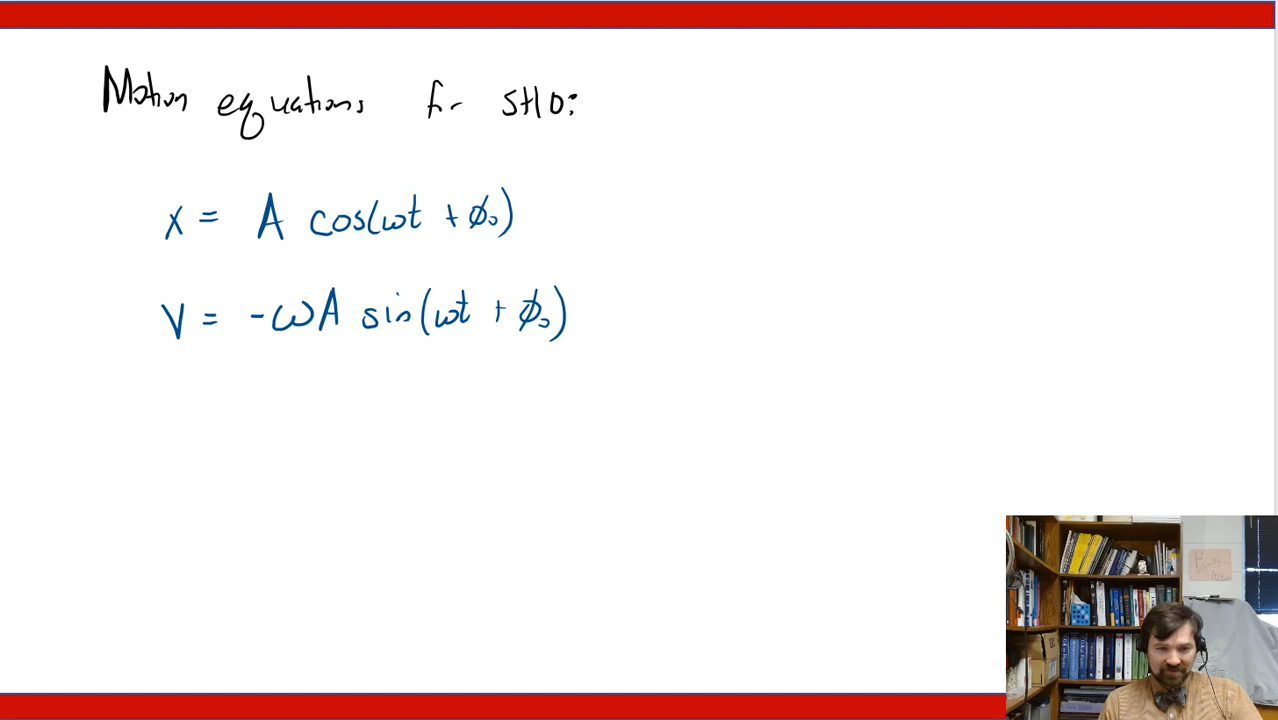 Motion equations for SHO:
x = A cos(ωt + ϕ₀)
v = -ωA sin(ωt + ϕ₀)